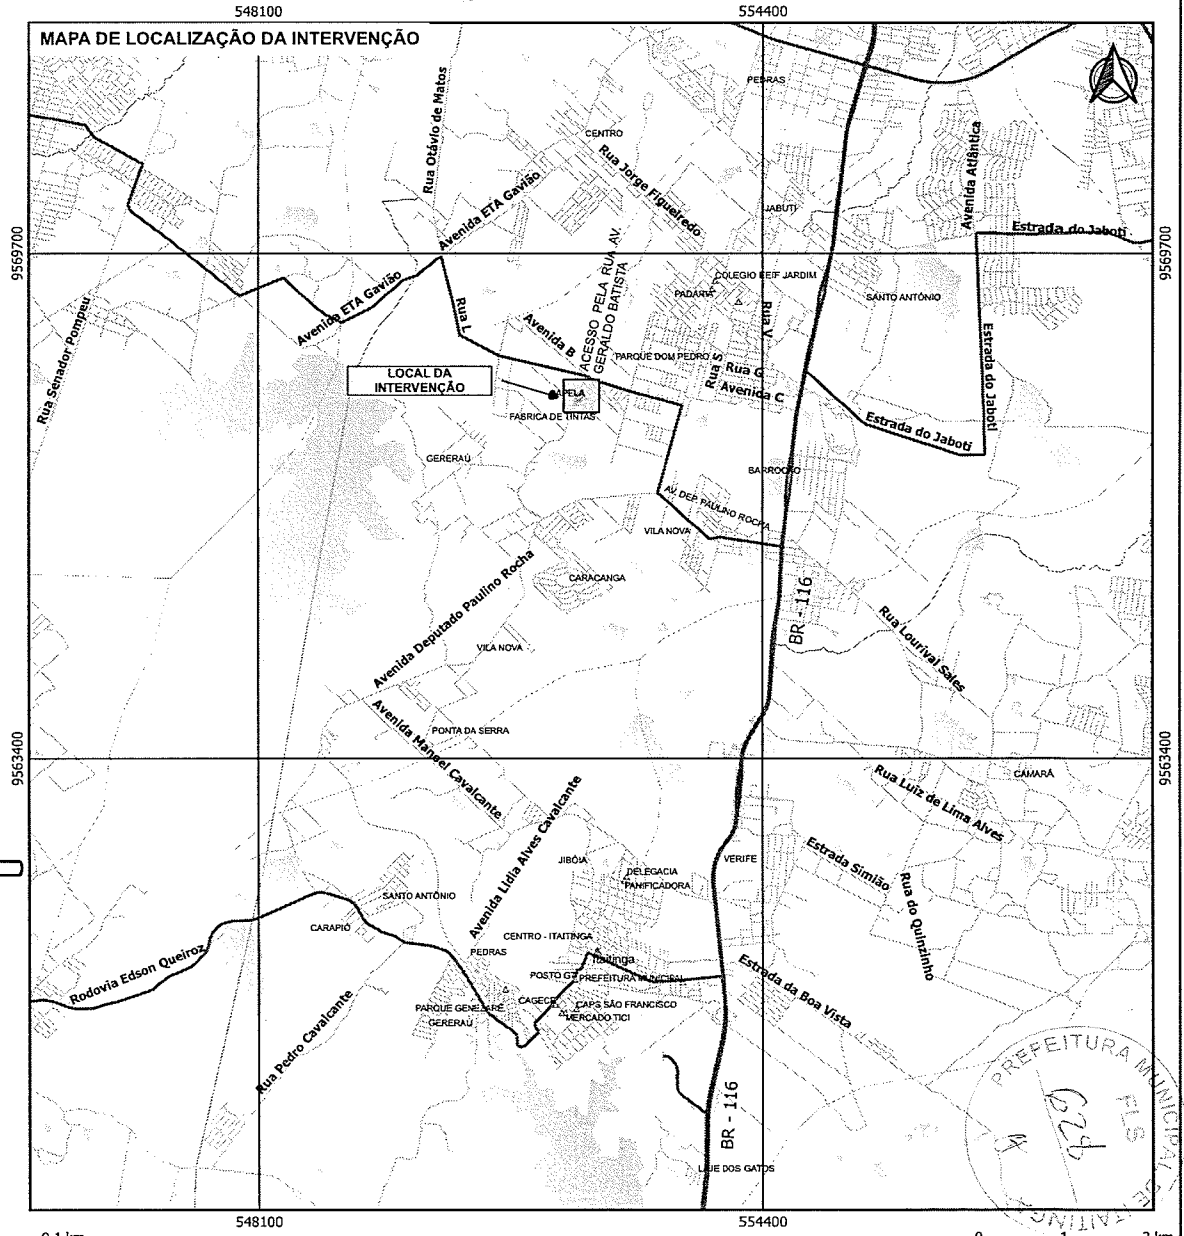 548100
554400
MAPA DE LOCALIZAÇÃO DA INTERVENÇÃO
PEDRAS
CENTRO
Rua Otávio de Matos
Rua Jorge Figueiredo
Avenida Atlântica
Avenida ETA Gavião
JABUTI
Estrada do Jaboti
9569700
9569700
ACESSO PELA RUA AV.
GERALDO BATISTA
COLEGIO EEIF JARDIM
PADARIA
SANTO ANTÔNIO
Avenida ETA Gavião
Rua L
Rua V
Rua Senador Pompeu
Avenida B
PARQUE DOM PEDRO
Rua S
Rua G
Avenida C
Estrada do Jaboti
LOCAL DA
INTERVENÇÃO
FABRICA DE TINTAS
Estrada do Jaboti
GERERAÚ
BARROCÃO
AV. DEP. PAULINO ROCHA
VILA NOVA
CARACANGA
Avenida Deputado Paulino Rocha
BR - 116
VILA NOVA
Rua Lourival Sales
PONTA DA SERRA
Avenida Manoel Cavalcante
9563400
9563400
CAMARÁ
Rua Luiz de Lima Alves
Avenida Lidia Alves Cavalcante
JIBÓIA
VERIFE
Estrada Simião
DELEGACIA
PANIFICADORA
Rua do Quinzinho
SANTO ANTÔNIO
CARAPIÓ
CENTRO - ITAITINGA
PEDRAS
Itaitinga
Rodovia Edson Queiroz
POSTO G7
PREFEITURA MUNICIPAL
Estrada da Boa Vista
CAGECE
CAPS SÃO FRANCISCO
PARQUE GENEZARÉ
MERCADO TICI
GERERAU
Rua Pedro Cavalcante
BR - 116
PREFEITURA MUNICIPAL DE ITAITINGA
FLS
628
LAJE DOS GATOS
548100
554400